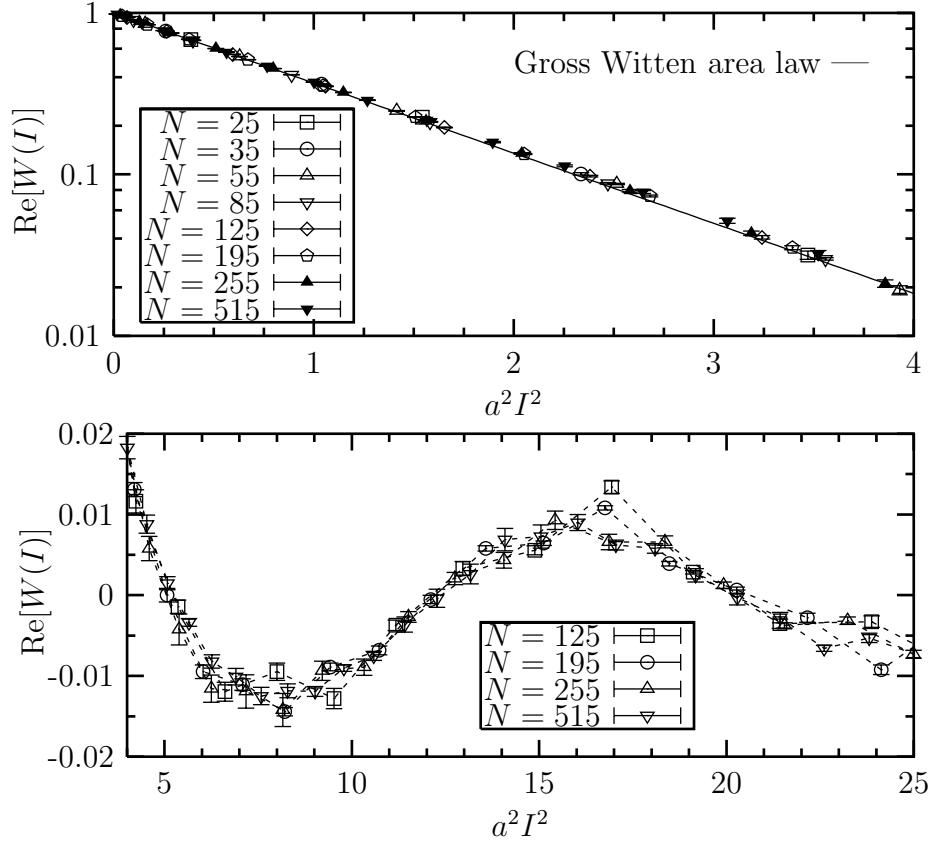 1
0.1
0.01
Re[W(I)]
Gross Witten area law
N = 25
N = 35
N = 55
N = 85
N = 125
N = 195
N = 255
N = 515
0 1 2 3 4
a²I²
0.02
0.01
0
-0.01
-0.02
Re[W(I)]
N = 125
N = 195
N = 255
N = 515
5 10 15 20 25
a²I²